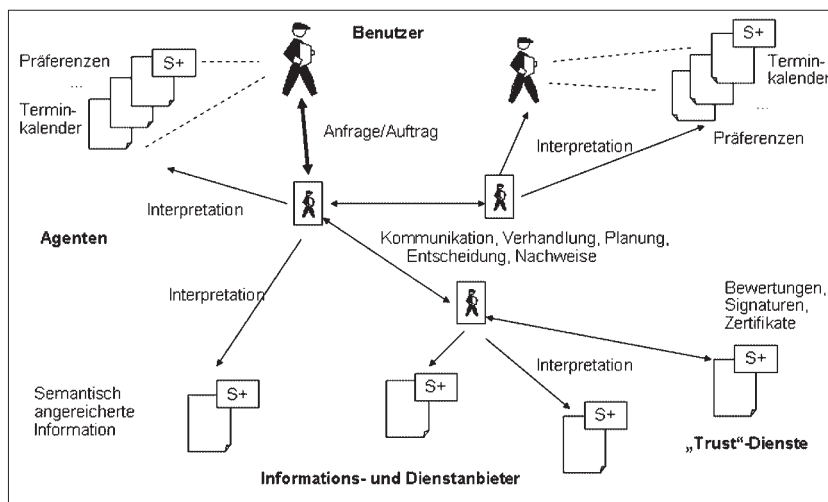 Benutzer
Präferenzen
S+
...
Termin-
kalender
S+
Termin-
kalender
...
Präferenzen
Anfrage/Auftrag
Interpretation
Interpretation
Agenten
Kommunikation, Verhandlung, Planung,
Entscheidung, Nachweise
Interpretation
Bewertungen,
Signaturen,
Zertifikate
Interpretation
S+
S+
S+
S+
Semantisch
angereicherte
Information
„Trust“-Dienste
Informations- und Dienstanbieter